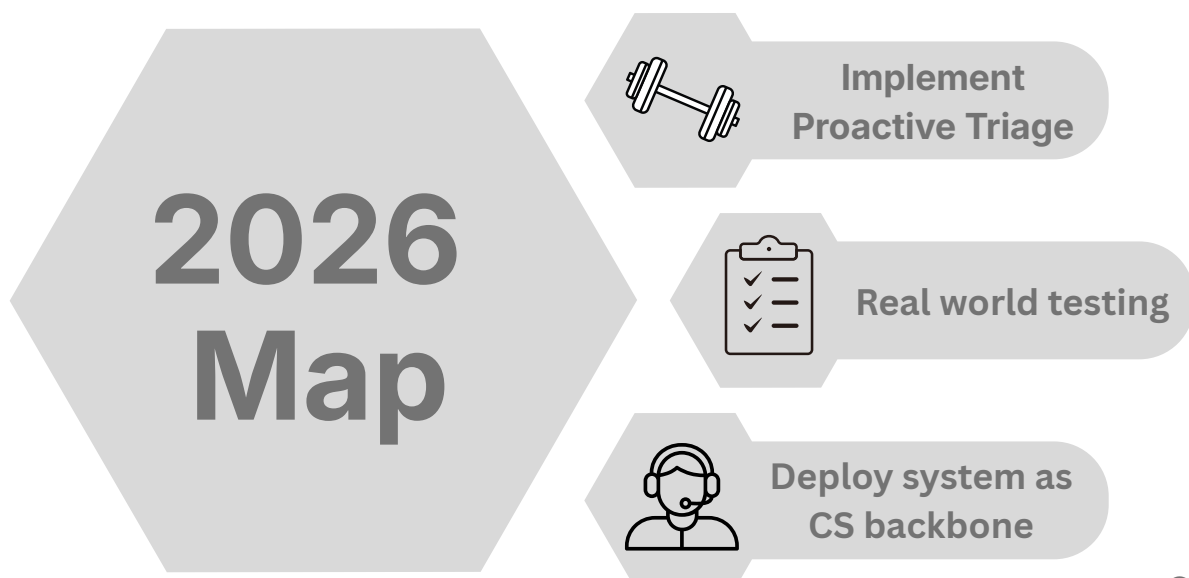 2026
Map
Implement
Proactive Triage
Real world testing
Deploy system as
CS backbone